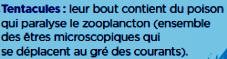 Tentacules : leur bout contient du poison
qui paralyse le zooplancton (ensemble
des êtres microscopiques qui
se déplacent au gré des courants).